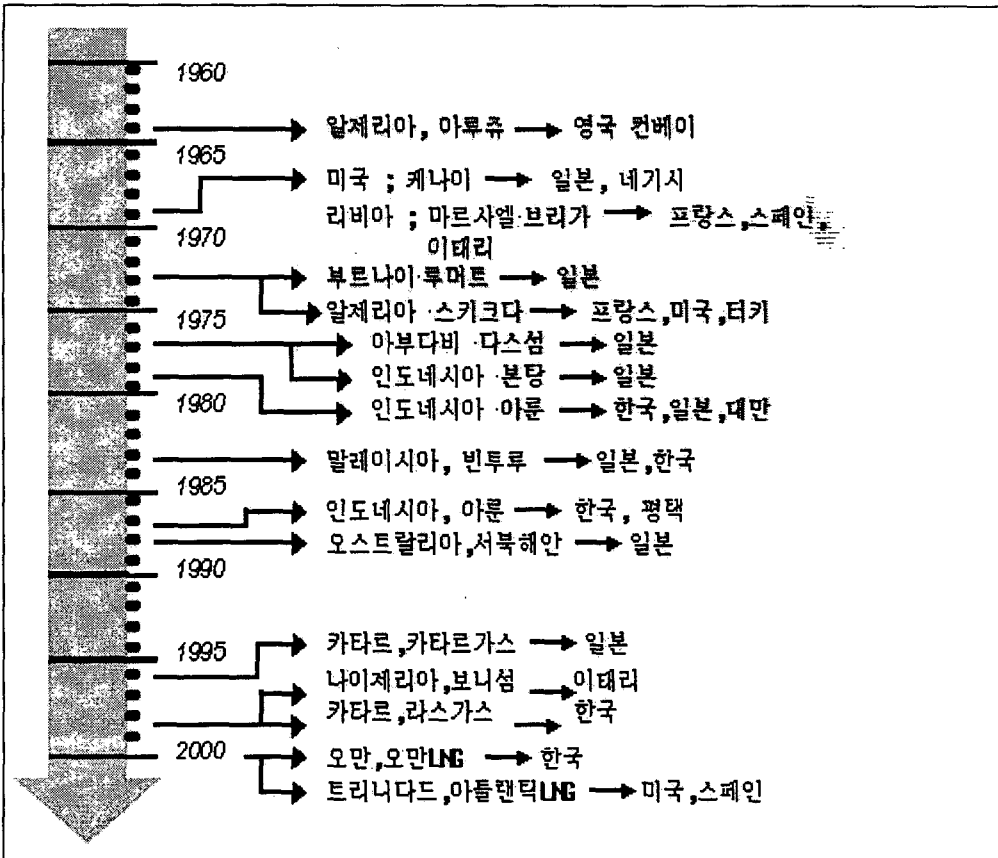 1960
알제리아, 아루쥬 → 영국 컨베이
1965
미국 ; 케나이 → 일본, 네기시
리비아 ; 마르사엘·브리가 → 프랑스,스페인,
이태리
1970
부르나이·루머트 → 일본
알제리아 ·스키크다 → 프랑스,미국,터키
1975
아부다비 ·다스섬 → 일본
인도네시아 ·본탕 → 일본
1980
인도네시아 ·아룬 → 한국,일본,대만
말레이시아, 빈투루 → 일본,한국
1985
인도네시아, 아룬 → 한국, 평택
오스트랄리아,서북해안 → 일본
1990
카타르,카타르가스 → 일본
1995
나이제리아,보니섬 → 이태리
카타르,라스가스 → 한국
2000
오만,오만LNG → 한국
트리니다드,아틀랜틱LNG → 미국,스페인